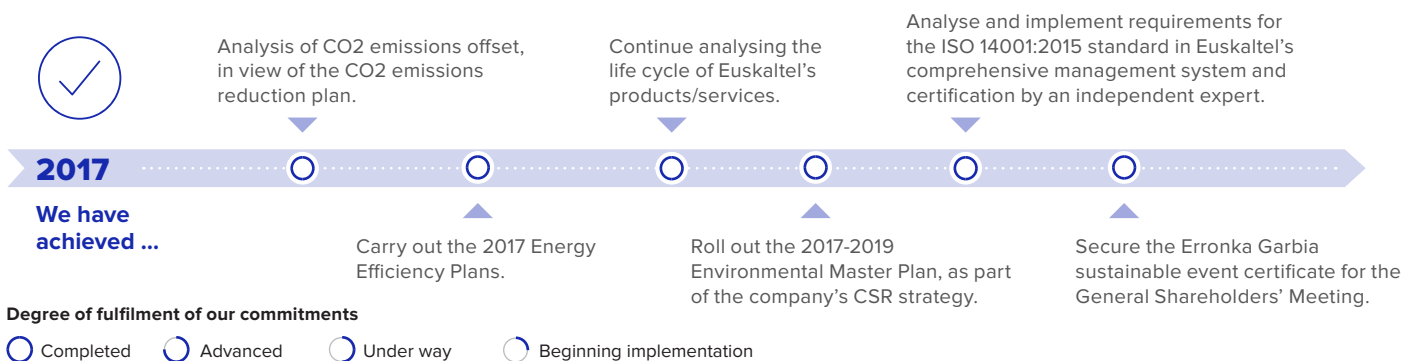 Analysis of CO2 emissions offset,
in view of the CO2 emissions
reduction plan.
Continue analysing the
life cycle of Euskaltel’s
products/services.
Analyse and implement requirements for
the ISO 14001:2015 standard in Euskaltel’s
comprehensive management system and
certification by an independent expert.
2017
We have
achieved ...
Carry out the 2017 Energy
Efficiency Plans.
Roll out the 2017-2019
Environmental Master Plan, as part
of the company’s CSR strategy.
Secure the Erronka Garbia
sustainable event certificate for the
General Shareholders’ Meeting.
Degree of fulfilment of our commitments
Completed
Advanced
Under way
Beginning implementation